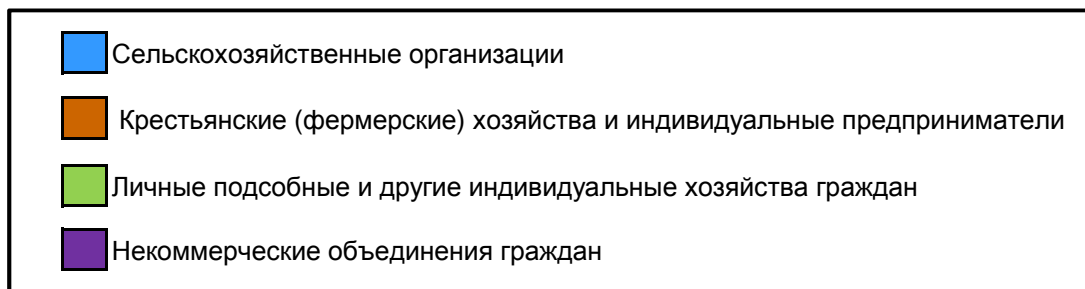 Сельскохозяйственные организации
Крестьянские (фермерские) хозяйства и индивидуальные предприниматели
Личные подсобные и другие индивидуальные хозяйства граждан
Некоммерческие объединения граждан